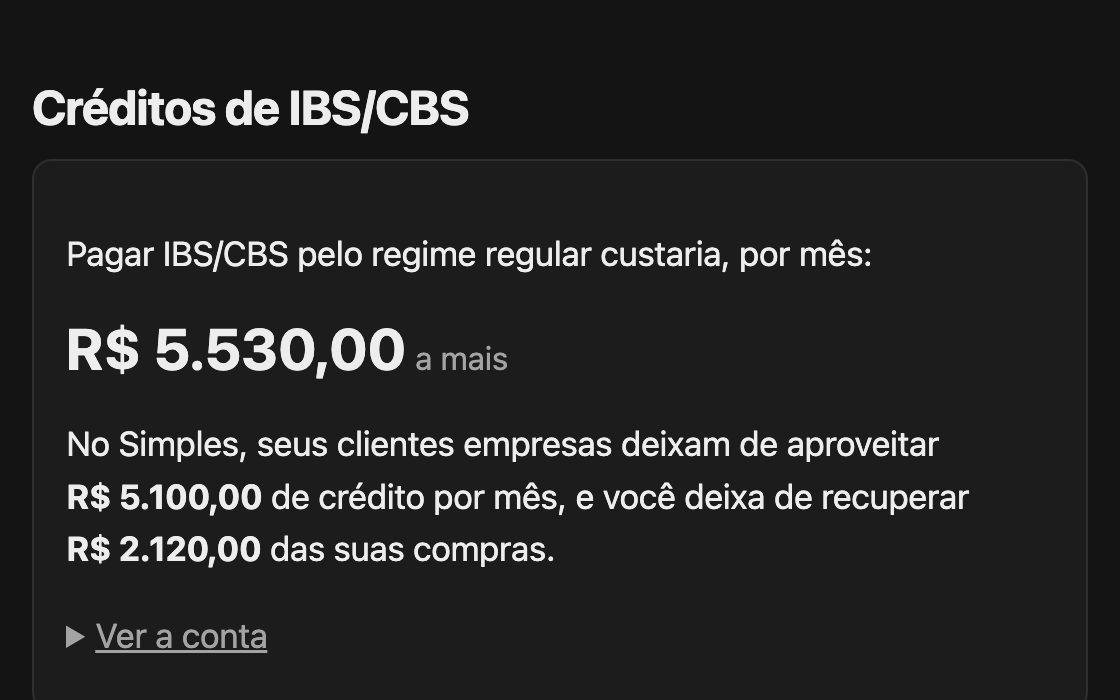 Créditos de IBS/CBS
Pagar IBS/CBS pelo regime regular custaria, por mês:
R$ 5.530,00 a mais
No Simples, seus clientes empresas deixam de aproveitar
R$ 5.100,00 de crédito por mês, e você deixa de recuperar
R$ 2.120,00 das suas compras.
▶ Ver a conta